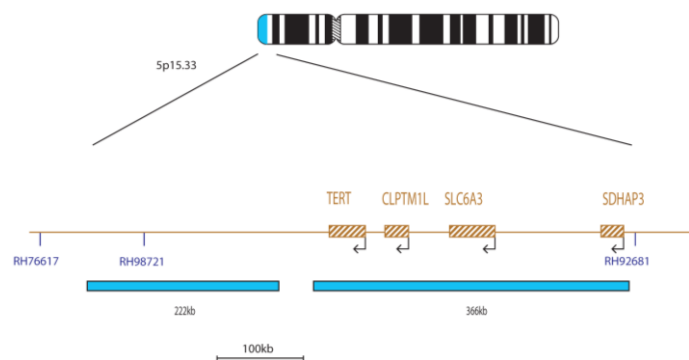 5p15.33
TERT CLPTM1L SLC6A3 SDHAP3
RH76617 RH98721 RH92681
222kb 366kb
100kb